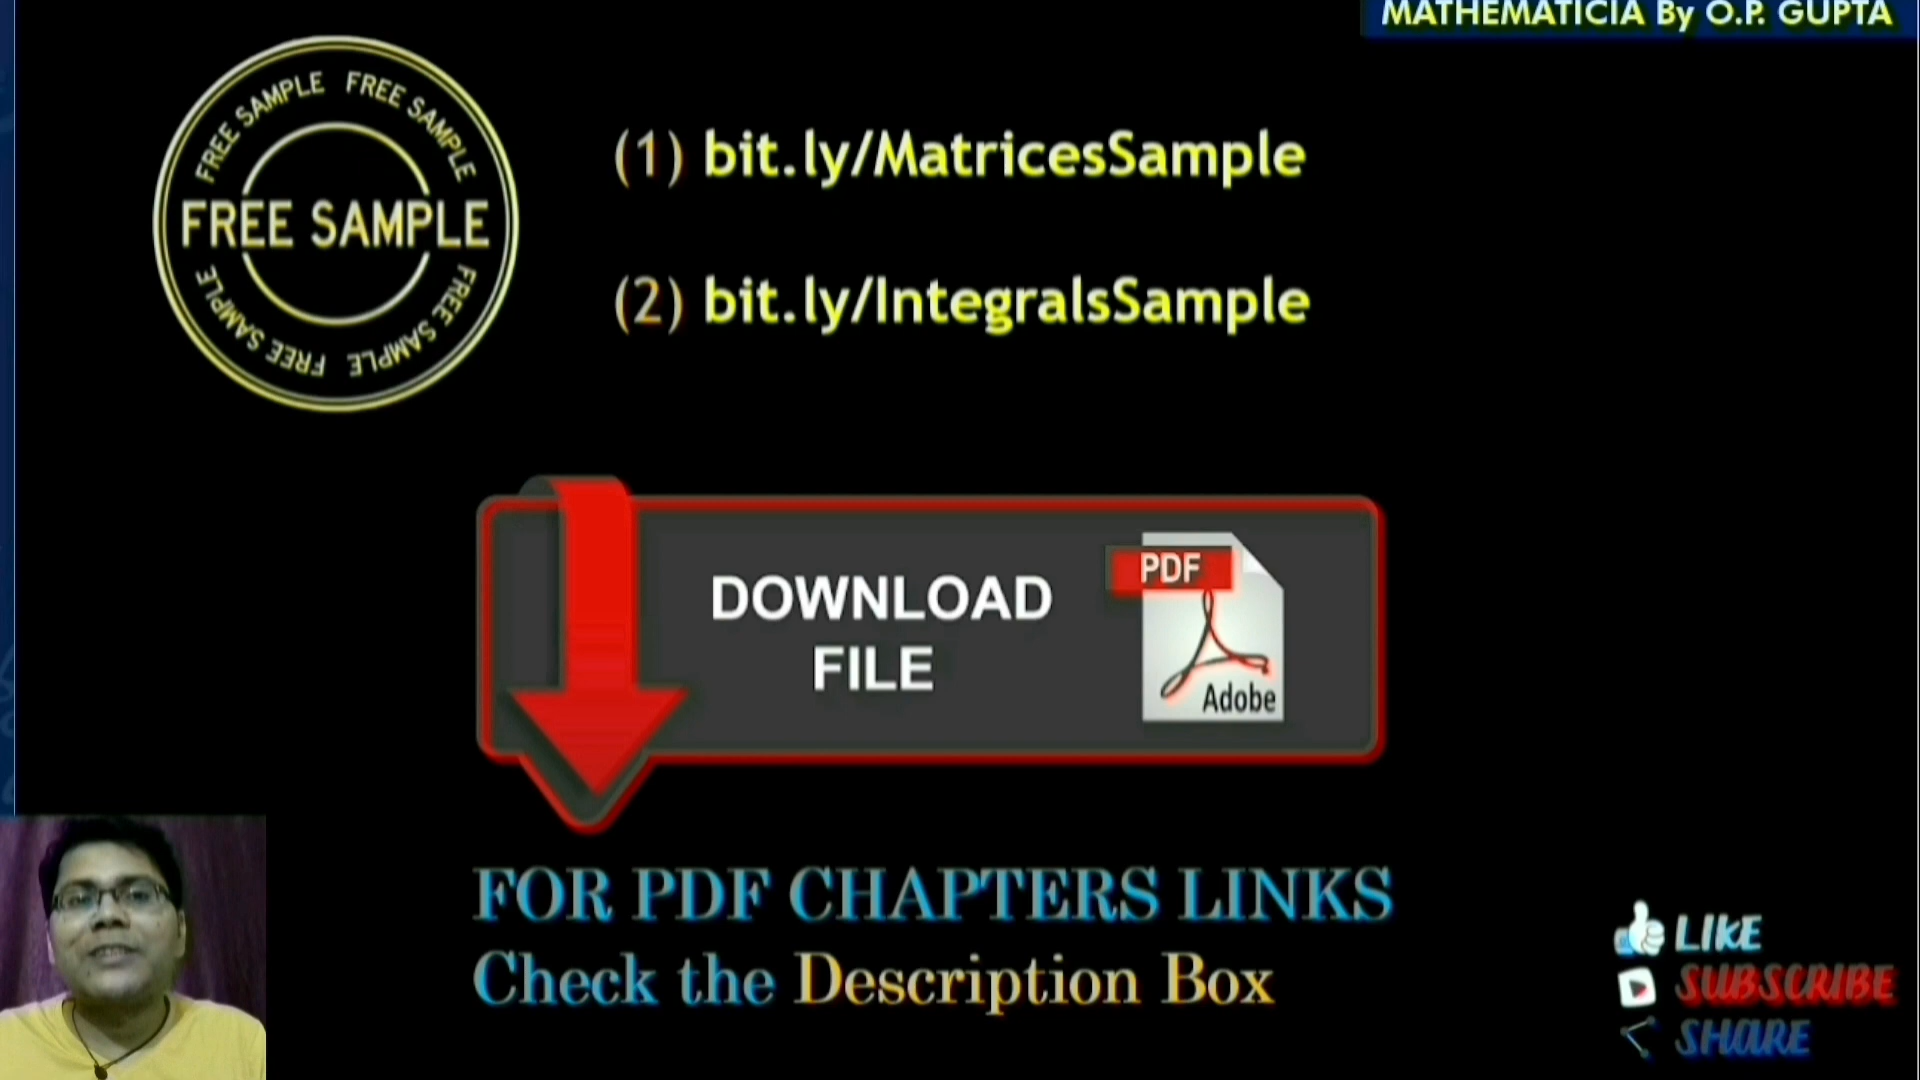 MATHEMATICIA By O.P. GUPTA
FREE SAMPLE FREE SAMPLE
FREE SAMPLE
FREE SAMPLE FREE SAMPLE
(1) bit.ly/MatricesSample
(2) bit.ly/IntegralsSample
DOWNLOAD
FILE
PDF
Adobe
FOR PDF CHAPTERS LINKS
Check the Description Box
LIKE
SUBSCRIBE
SHARE